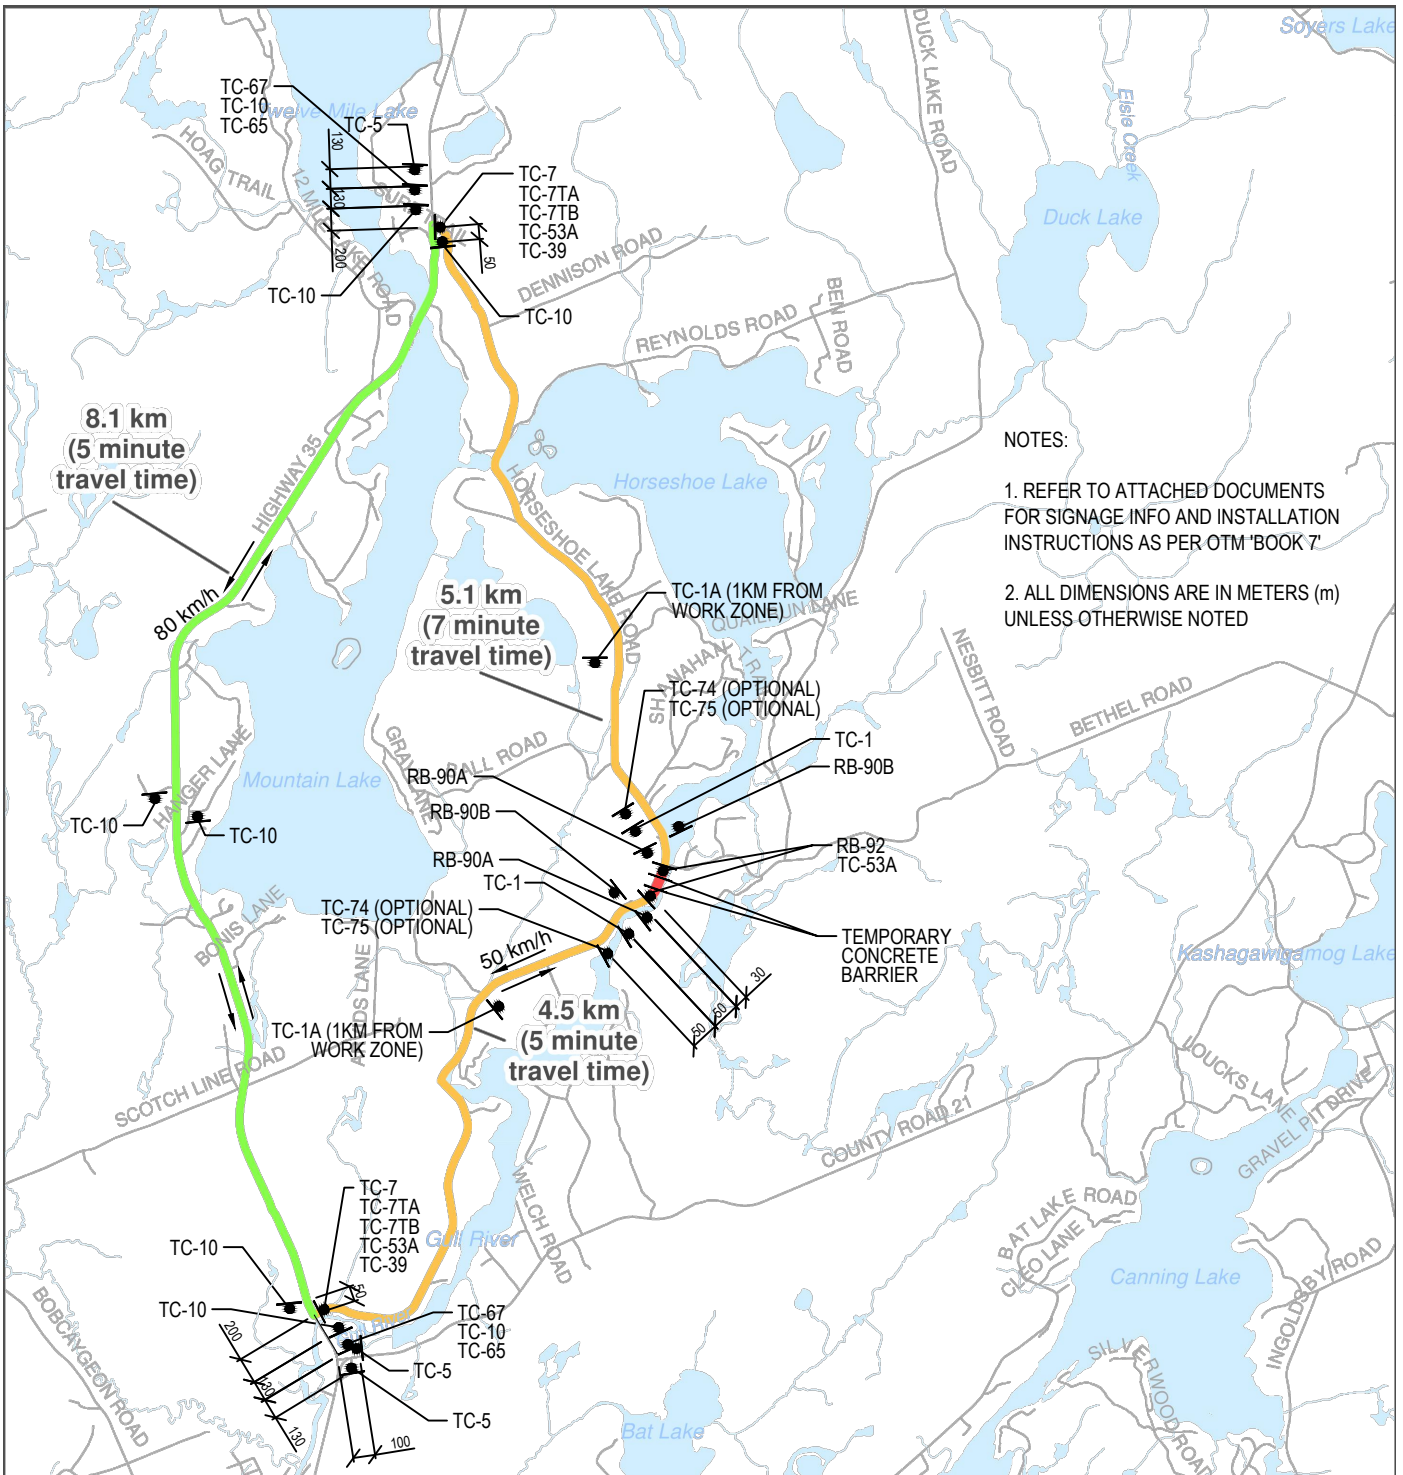 Soyers Lake
DUCK LAKE ROAD
Elsie Creek
Twelve Mile Lake
TC-67
TC-10
TC-65
TC-5
130
130
200
HOAG TRAIL
12 MILE LAKE ROAD
TC-7
TC-7TA
TC-7TB
TC-53A
TC-39
50
Duck Lake
DENNISON ROAD
TC-10
TC-10
BEN ROAD
REYNOLDS ROAD
8.1 km
(5 minute
travel time)
HIGHWAY 35
HORSESHOE LAKE ROAD
Horseshoe Lake
NOTES:
1. REFER TO ATTACHED DOCUMENTS
FOR SIGNAGE INFO AND INSTALLATION
INSTRUCTIONS AS PER OTM 'BOOK 7'
2. ALL DIMENSIONS ARE IN METERS (m)
UNLESS OTHERWISE NOTED
80 km/h
5.1 km
(7 minute
travel time)
TC-1A (1KM FROM
WORK ZONE)
LANE
NESBITT ROAD
BETHEL ROAD
TC-74 (OPTIONAL)
TC-75 (OPTIONAL)
TC-1
RB-90B
BALL ROAD
Mountain Lake
HANGER LANE
RB-90A
RB-90B
TC-10
TC-10
RB-90A
TC-1
RB-92
TC-53A
TC-74 (OPTIONAL)
TC-75 (OPTIONAL)
BONIS LANE
50 km/h
TEMPORARY
CONCRETE
BARRIER
30
50
50
Kashagawigamog Lake
LANE
TC-1A (1KM FROM
WORK ZONE)
4.5 km
(5 minute
travel time)
SCOTCH LINE ROAD
LOUCKS LANE
GRAVEL PIT DRIVE
COUNTY ROAD 21
WELCH ROAD
BAT LAKE ROAD
CLEO LANE
Gull River
TC-7
TC-7TA
TC-7TB
TC-53A
TC-39
50
TC-10
TC-10
Canning Lake
INGOLDSBY ROAD
BOBCAYGEON ROAD
TC-67
TC-10
TC-65
TC-5
TC-5
200
130
130
100
SILVERWOOD ROAD
Bat Lake